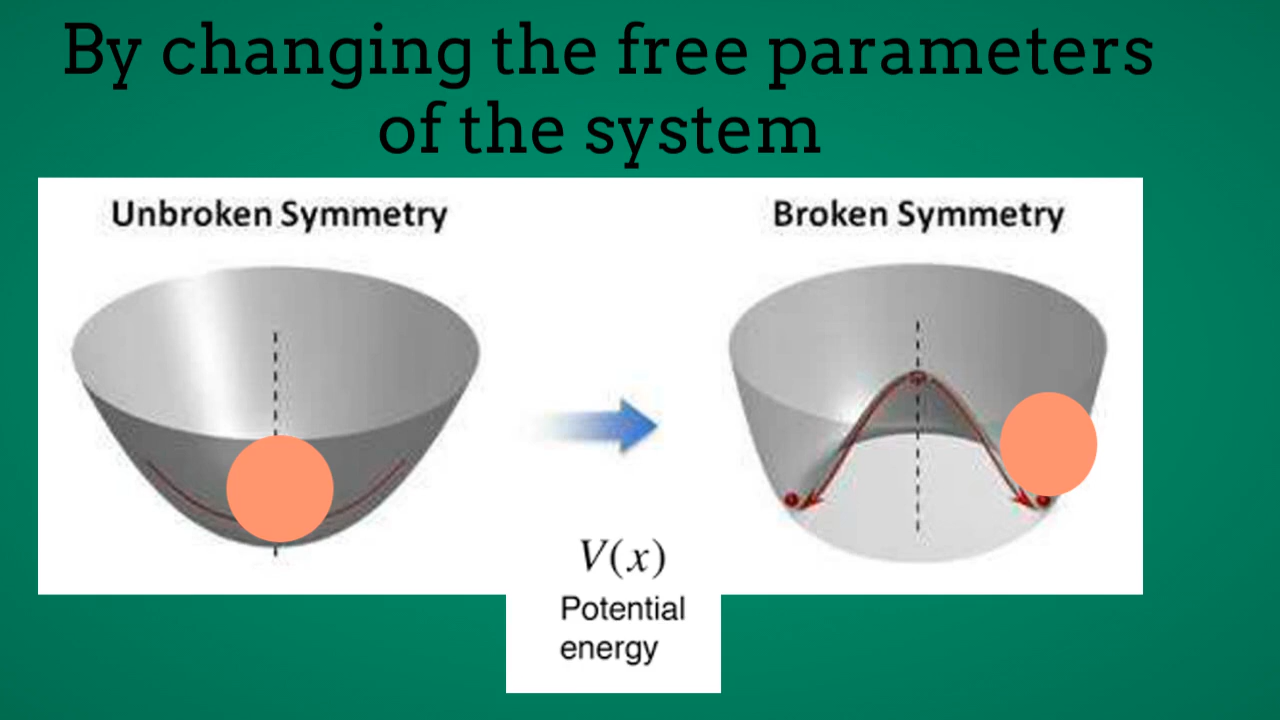 By changing the free parameters
of the system
Unbroken Symmetry
Broken Symmetry
V(x)
Potential
energy